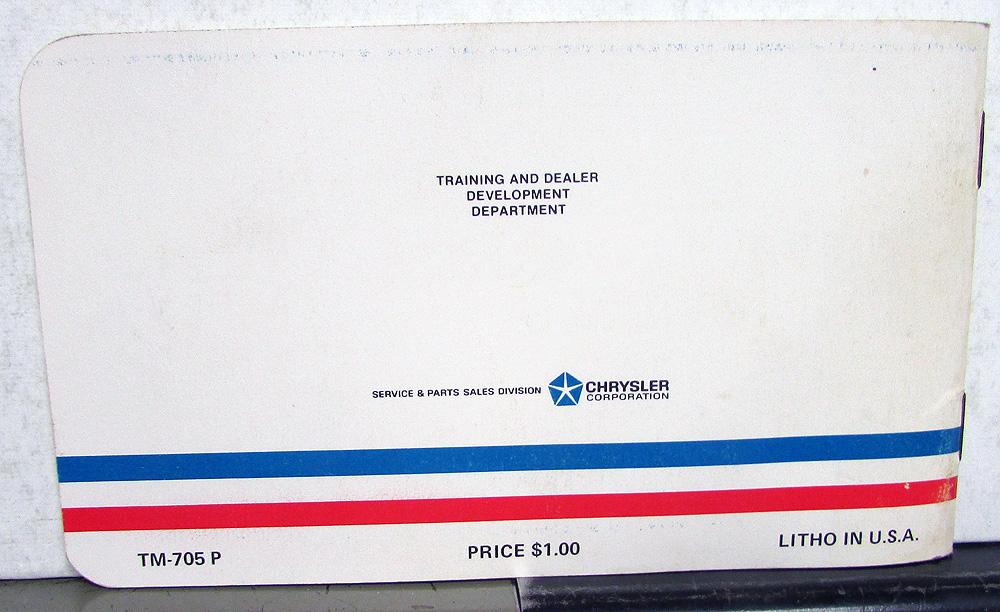 TRAINING AND DEALER
DEVELOPMENT
DEPARTMENT
SERVICE & PARTS SALES DIVISION CHRYSLER
CORPORATION
TM-705 P PRICE $1.00 LITHO IN U.S.A.